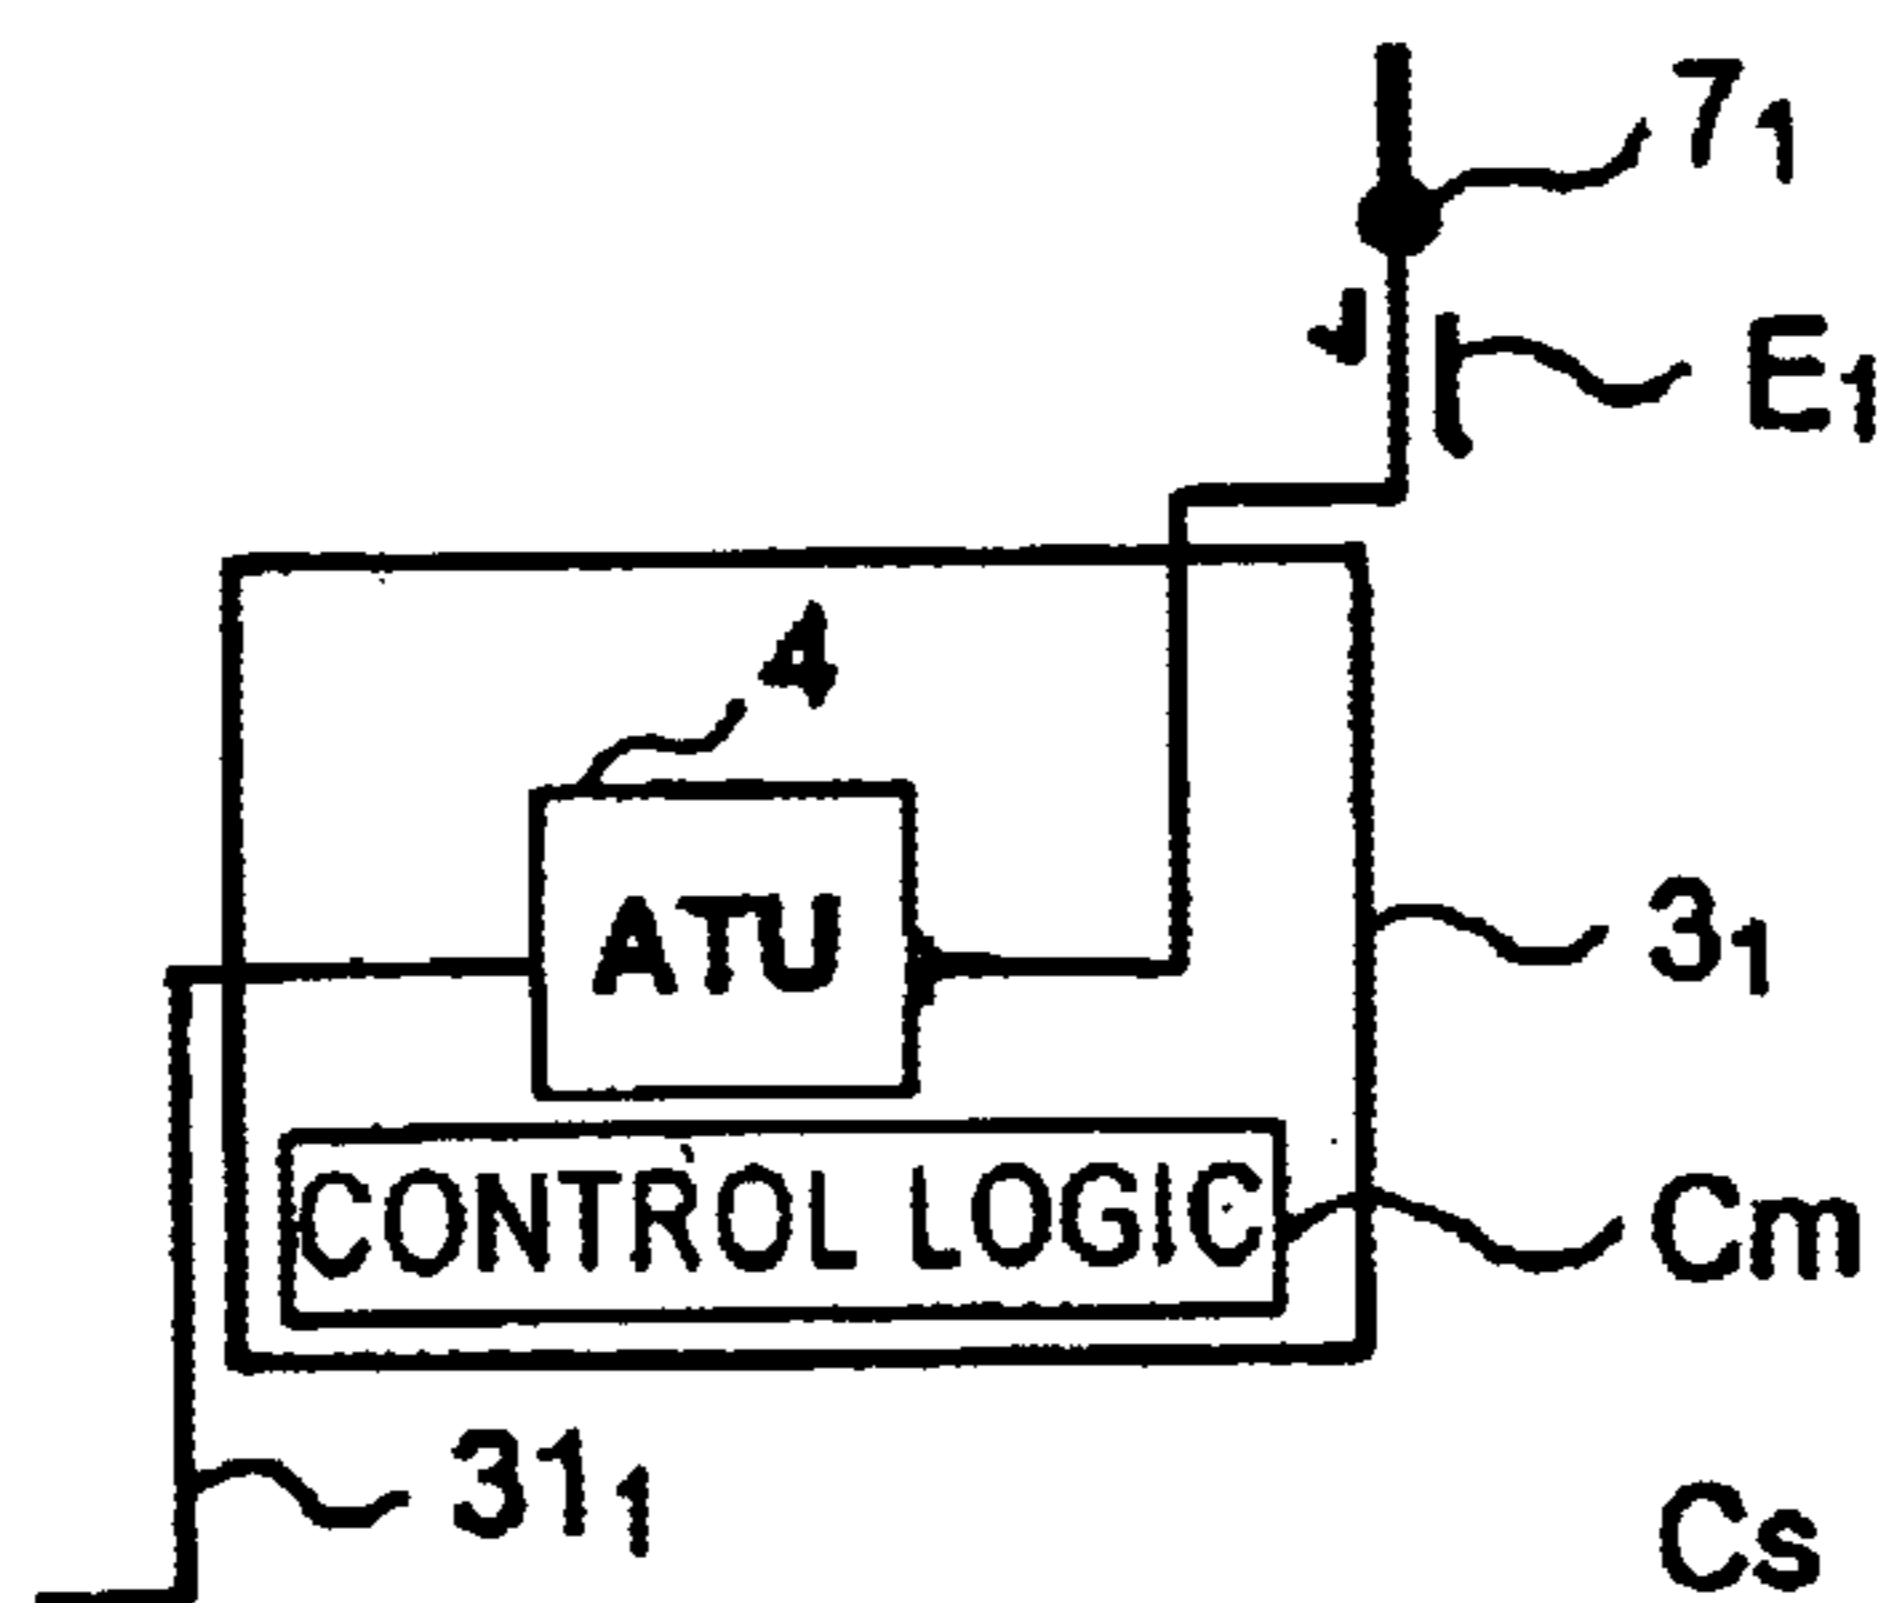 7₁
E₁
4
ATU
3₁
CONTROL LOGIC
Cm
31₁
Cs